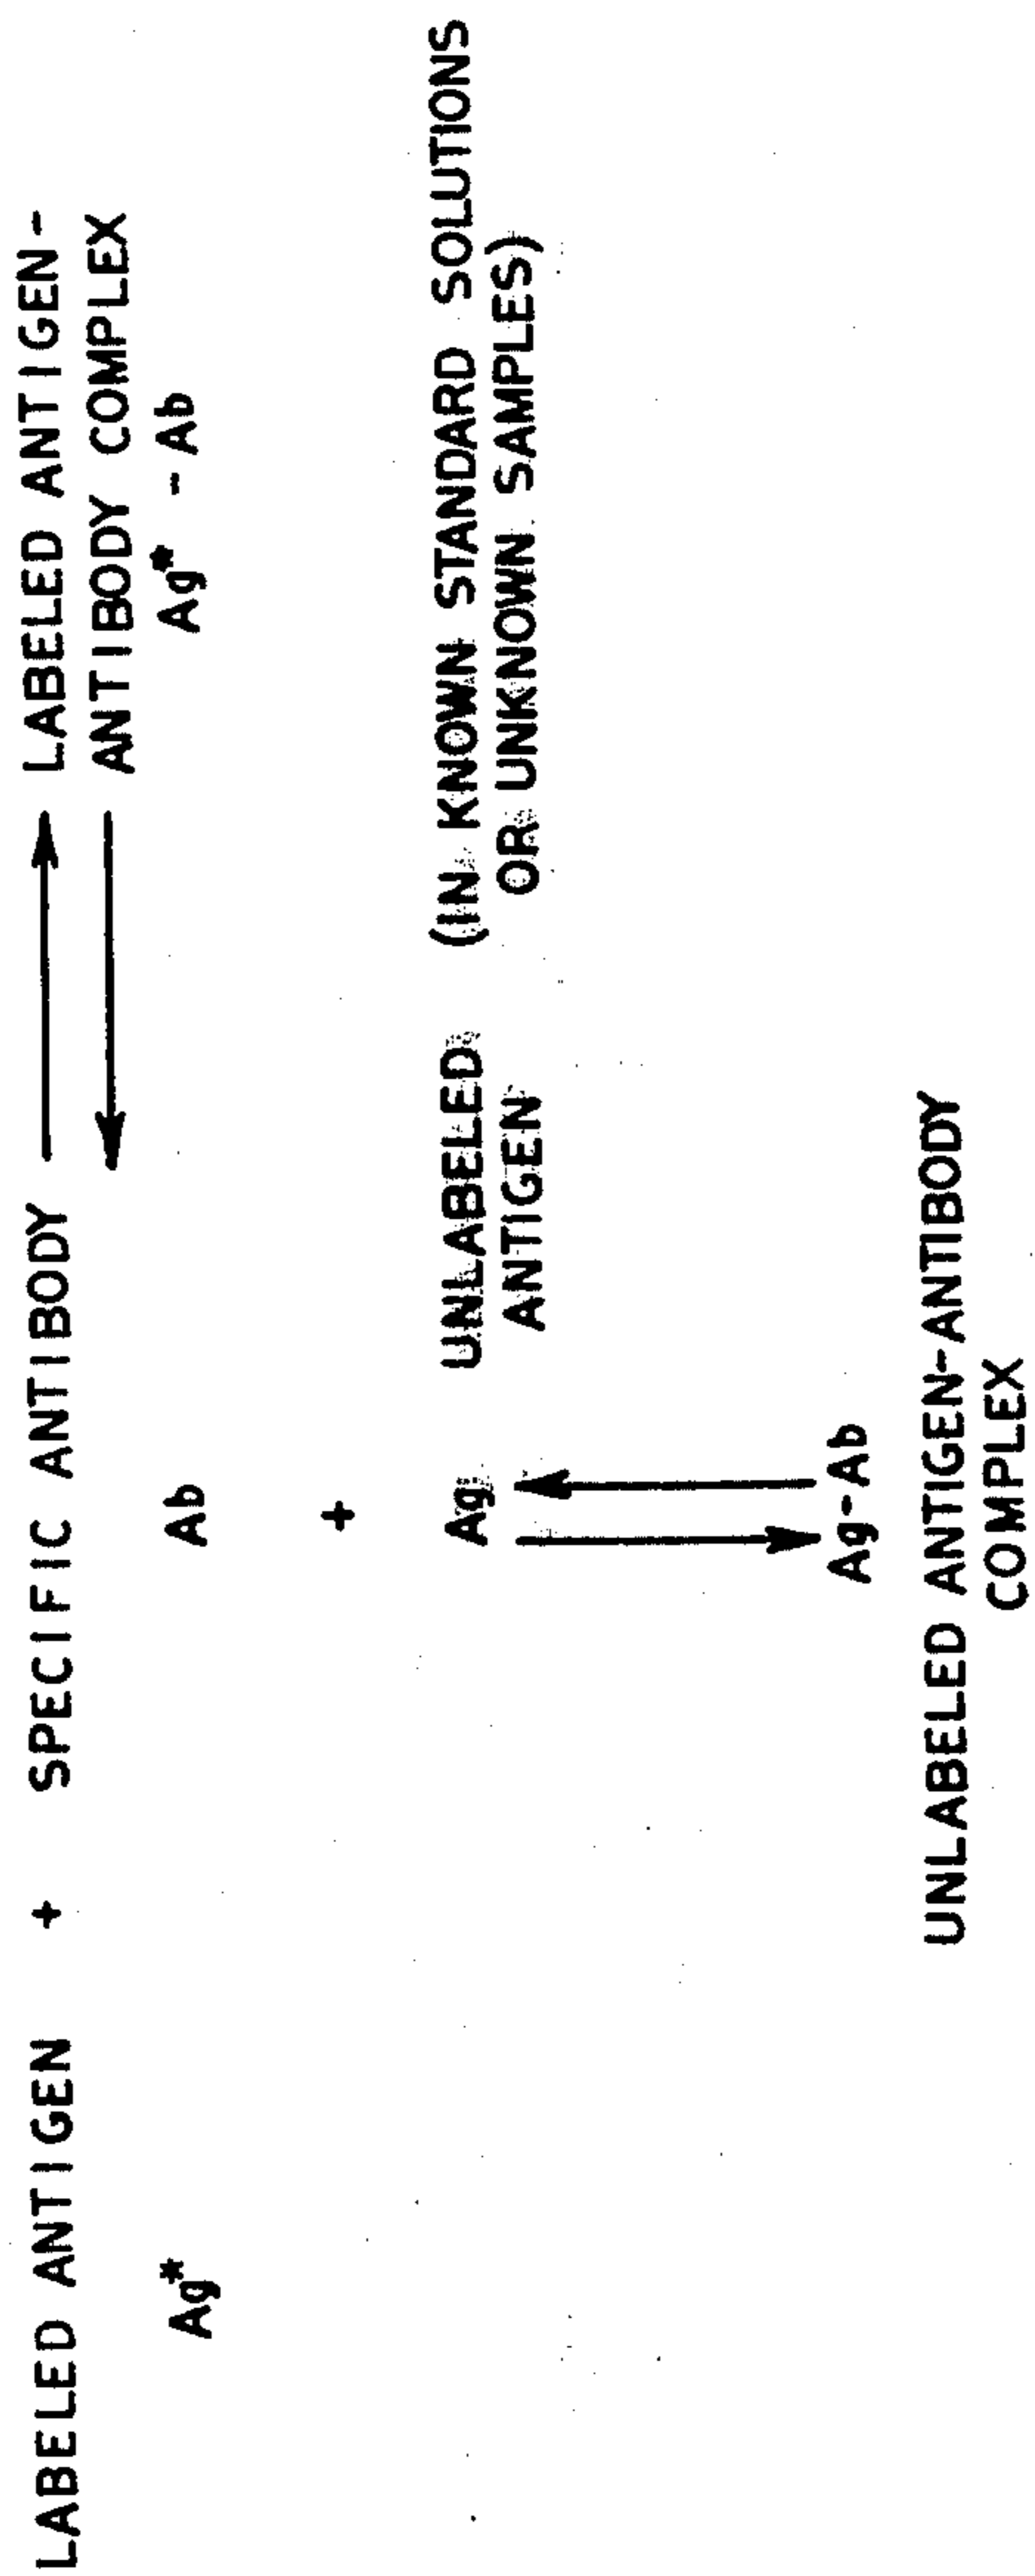 LABELED ANTIGEN + SPECIFIC ANTIBODY LABELED ANTIGEN-
ANTIBODY COMPLEX
Ag* Ab Ag* - Ab
+
Ag UNLABELED (IN KNOWN STANDARD SOLUTIONS
ANTIGEN OR UNKNOWN SAMPLES)
Ag-Ab
UNLABELED ANTIGEN-ANTIBODY
COMPLEX